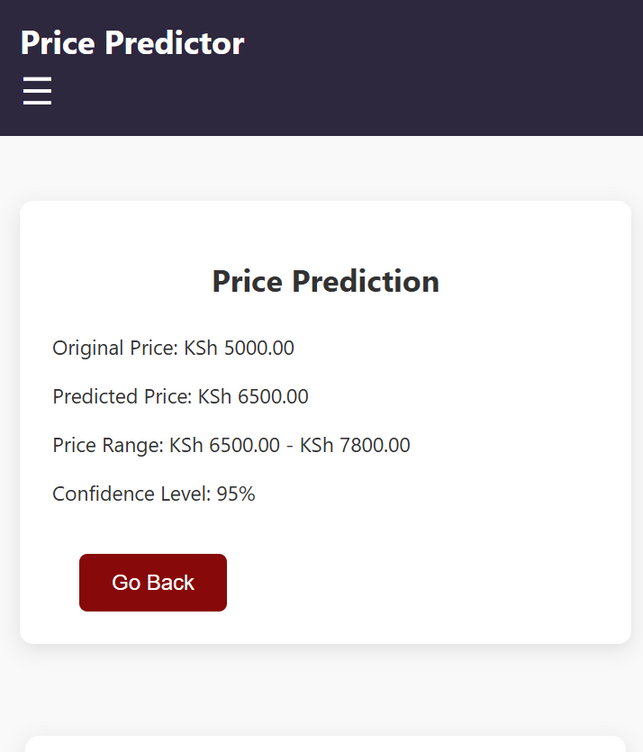 Price Predictor
☰
Price Prediction
Original Price: KSh 5000.00
Predicted Price: KSh 6500.00
Price Range: KSh 6500.00 - KSh 7800.00
Confidence Level: 95%
Go Back